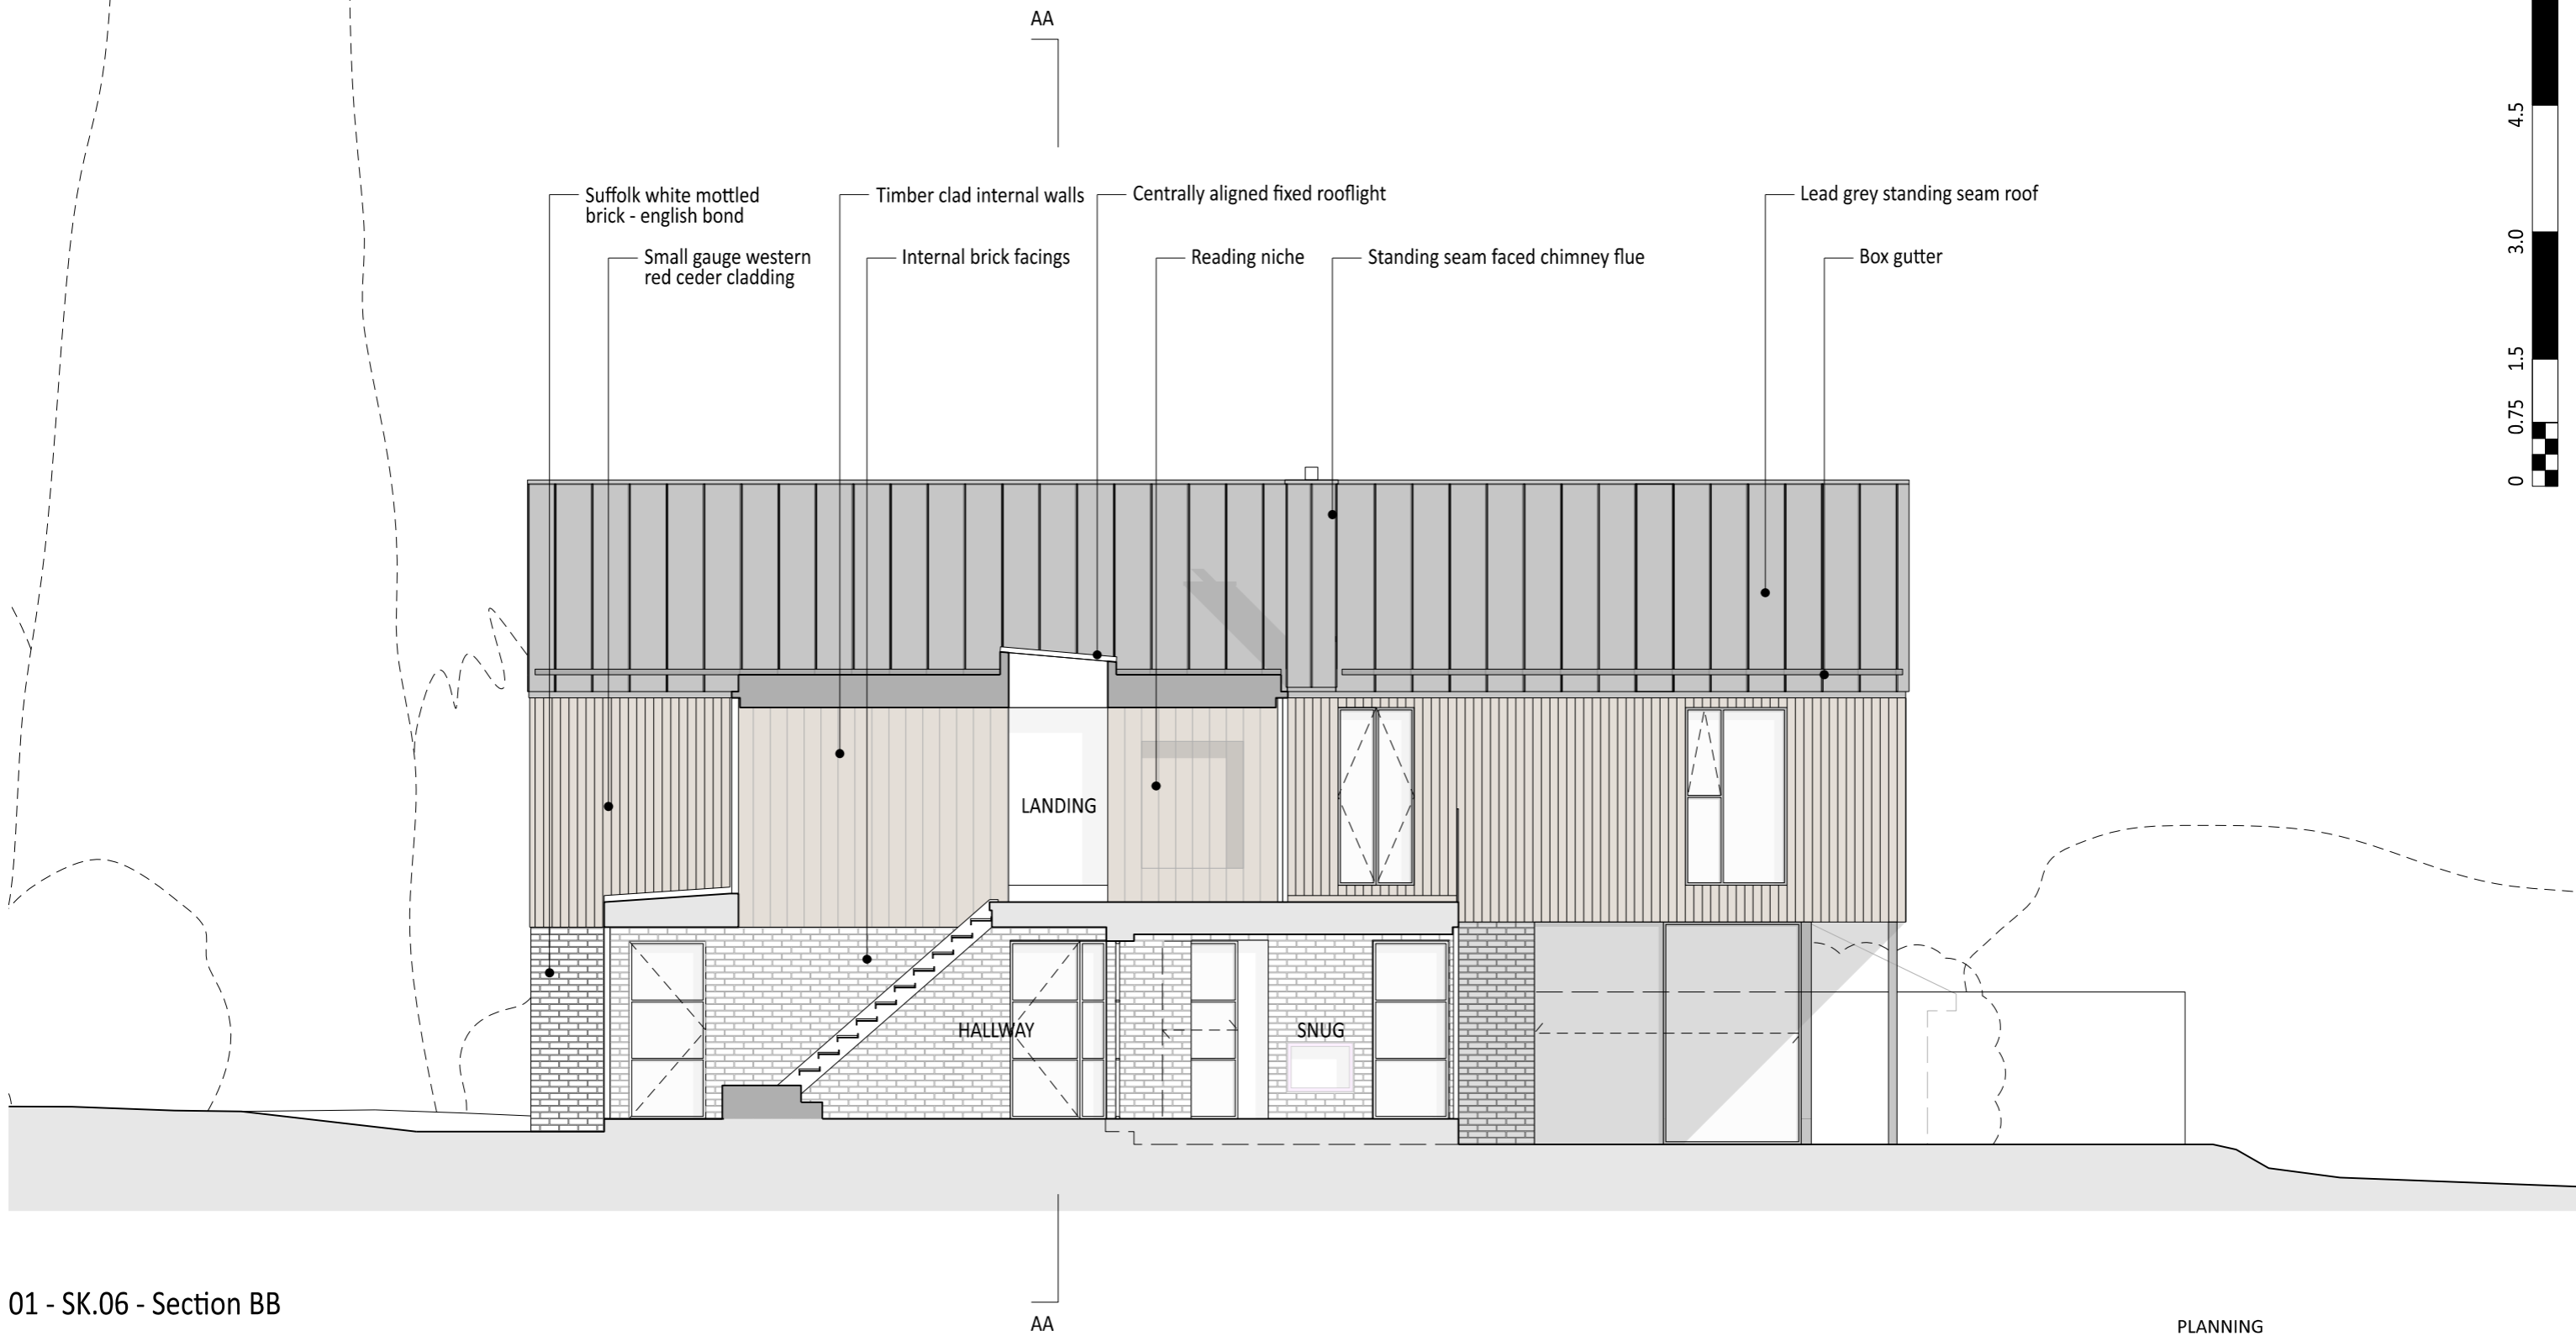 AA
4.5
Suffolk white mottled
brick - english bond
Timber clad internal walls
Centrally aligned fixed rooflight
Lead grey standing seam roof
3.0
Small gauge western
red ceder cladding
Internal brick facings
Reading niche
Standing seam faced chimney flue
Box gutter
1.5
0.75
0
LANDING
HALLWAY
SNUG
01 - SK.06 - Section BB
AA
PLANNING